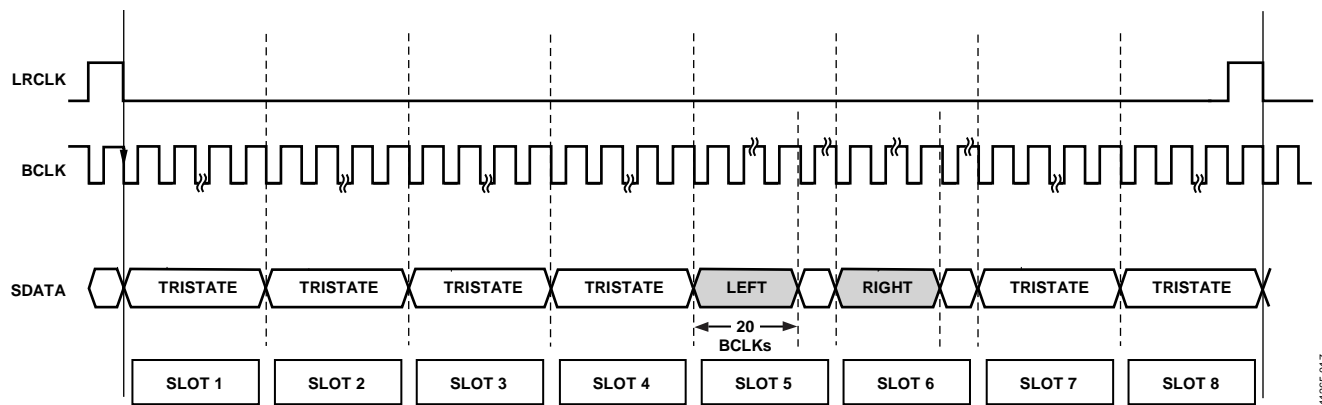 LRCLK
BCLK
SDATA
TRISTATE TRISTATE TRISTATE TRISTATE LEFT RIGHT TRISTATE TRISTATE
20
BCLKs
SLOT 1 SLOT 2 SLOT 3 SLOT 4 SLOT 5 SLOT 6 SLOT 7 SLOT 8